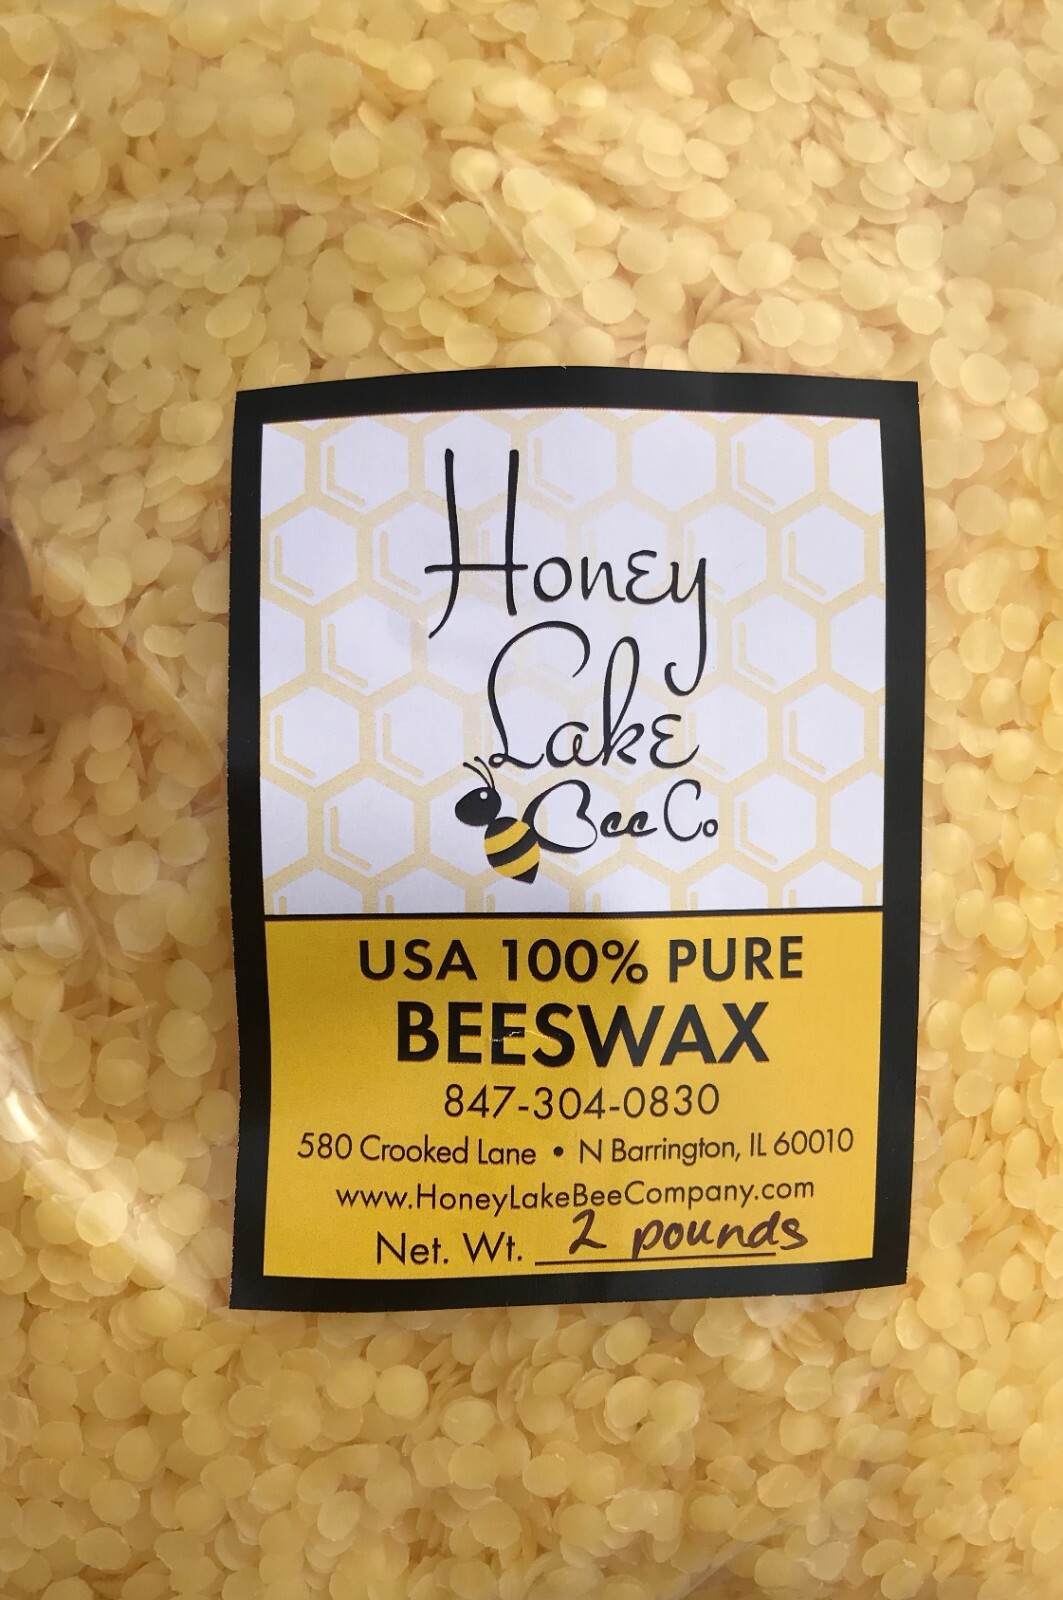 Honey
Lake
Bee Co
USA 100% PURE
BEESWAX
847-304-0830
580 Crooked Lane • N Barrington, IL 60010
www.HoneyLakeBeeCompany.com
Net. Wt. 2 pounds